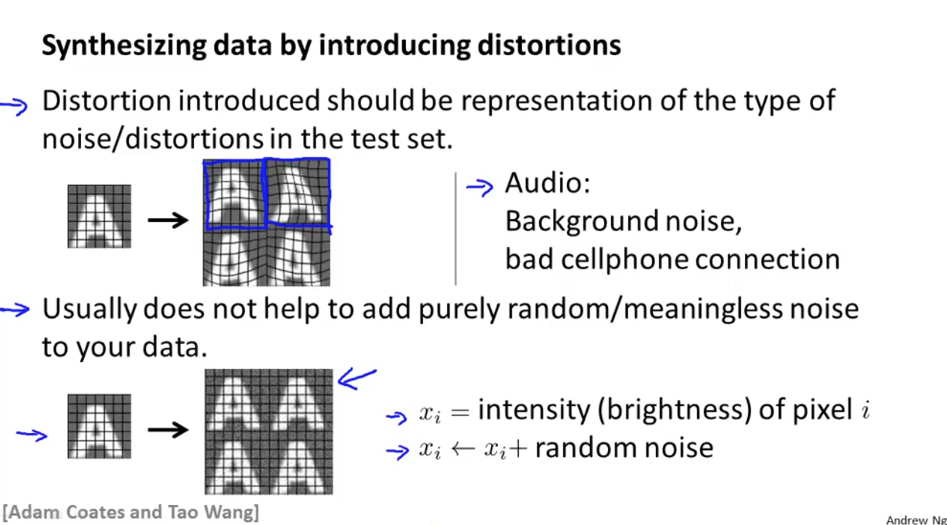 Synthesizing data by introducing distortions
Distortion introduced should be representation of the type of
noise/distortions in the test set.
Audio:
Background noise,
bad cellphone connection
Usually does not help to add purely random/meaningless noise
to your data.
x_i = intensity (brightness) of pixel i
x_i ← x_i + random noise
[Adam Coates and Tao Wang]
Andrew Ng